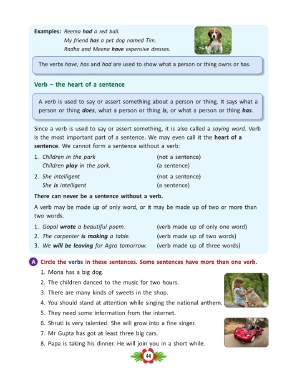 Examples: Reena had a red ball.
My friend has a pet dog named Tim.
Radha and Meena have expensive dresses.
The verbs have, has and had are used to show what a person or thing owns or has.
Verb – the heart of a sentence
A verb is used to say or assert something about a person or thing. It says what a
person or thing does, what a person or thing is, or what a person or thing has.
Since a verb is used to say or assert something, it is also called a saying word. Verb
is the most important part of a sentence. We may even call it the heart of a
sentence. We cannot form a sentence without a verb:
1. Children in the park (not a sentence)
Children play in the park. (a sentence)
2. She intelligent (not a sentence)
She is intelligent (a sentence)
There can never be a sentence without a verb.
A verb may be made up of only word, or it may be made up of two or more than
two words.
1. Gopal wrote a beautiful poem. (verb made up of only one word)
2. The carpenter is making a table. (verb made up of two words)
3. We will be leaving for Agra tomorrow. (verb made up of three words)
A Circle the verbs in these sentences. Some sentences have more than one verb.
1. Mona has a big dog.
2. The children danced to the music for two hours.
3. There are many kinds of sweets in the shop.
4. You should stand at attention while singing the national anthem.
5. They need some information from the internet.
6. Shruti is very talented. She will grow into a fine singer.
7. Mr Gupta has got at least three big cars.
8. Papa is taking his dinner. He will join you in a short while.
44